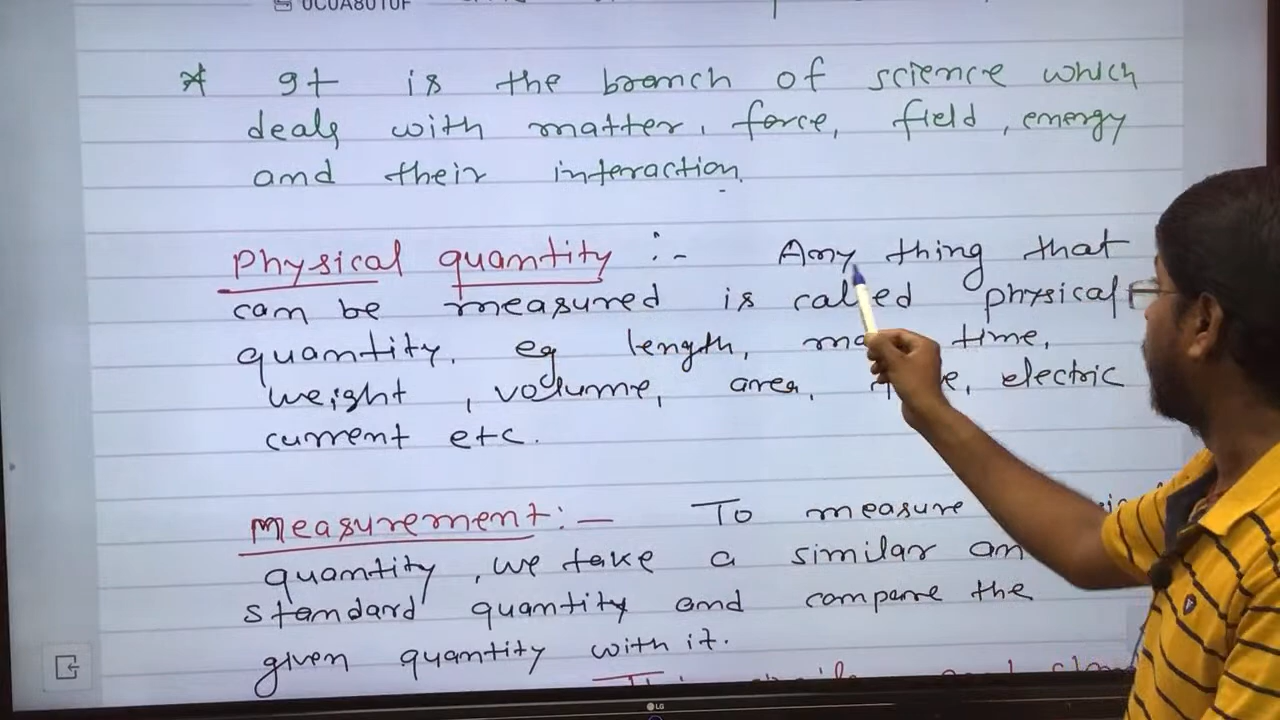 0C0A8010F
* It is the branch of science which
deals with matter, force, field, energy
and their interaction.
Physical quantity :- Any thing that
can be measured is called physical
quantity. eg length, time,
weight, volume, area, electric
current etc.
Measurement :- To measure
quantity, we take a similar
standard quantity and compare the
given quantity with it.
LG